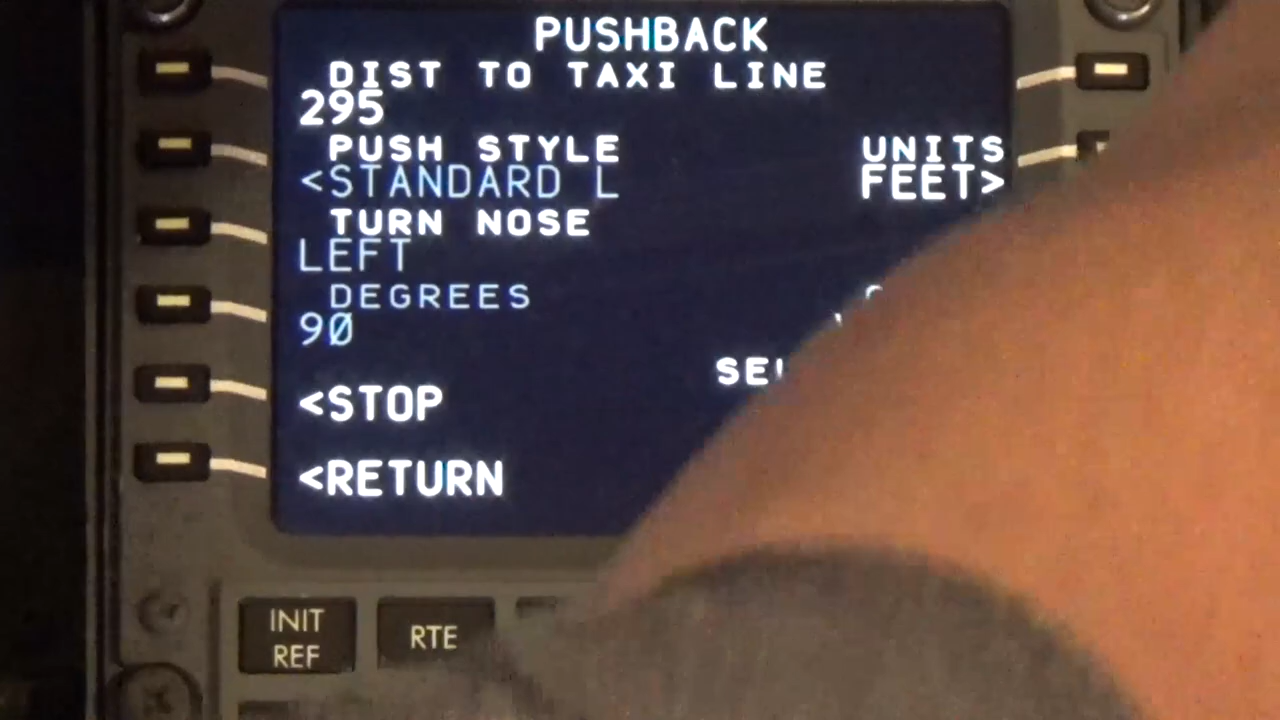 PUSHBACK
DIST TO TAXI LINE
295
PUSH STYLE UNITS
<STANDARD L FEET>
TURN NOSE
LEFT
DEGREES
90
<STOP
<RETURN
INIT REF RTE